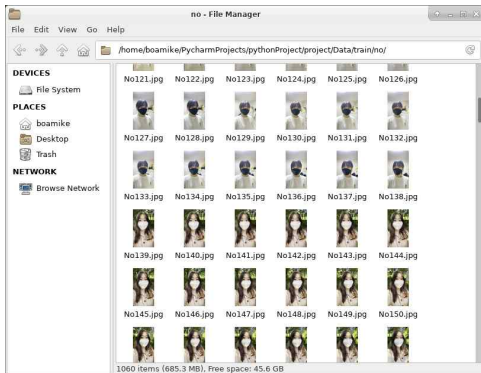 no - File Manager
File Edit View Go Help
/home/boamike/PycharmProjects/pythonProject/project/Data/train/no/
DEVICES
File System
PLACES
boamike
Desktop
Trash
NETWORK
Browse Network
No121.jpg No122.jpg No123.jpg No124.jpg No125.jpg No126.jpg
No127.jpg No128.jpg No129.jpg No130.jpg No131.jpg No132.jpg
No133.jpg No134.jpg No135.jpg No136.jpg No137.jpg No138.jpg
No139.jpg No140.jpg No141.jpg No142.jpg No143.jpg No144.jpg
No145.jpg No146.jpg No147.jpg No148.jpg No149.jpg No150.jpg
1060 items (685.3 MB), Free space: 45.6 GB